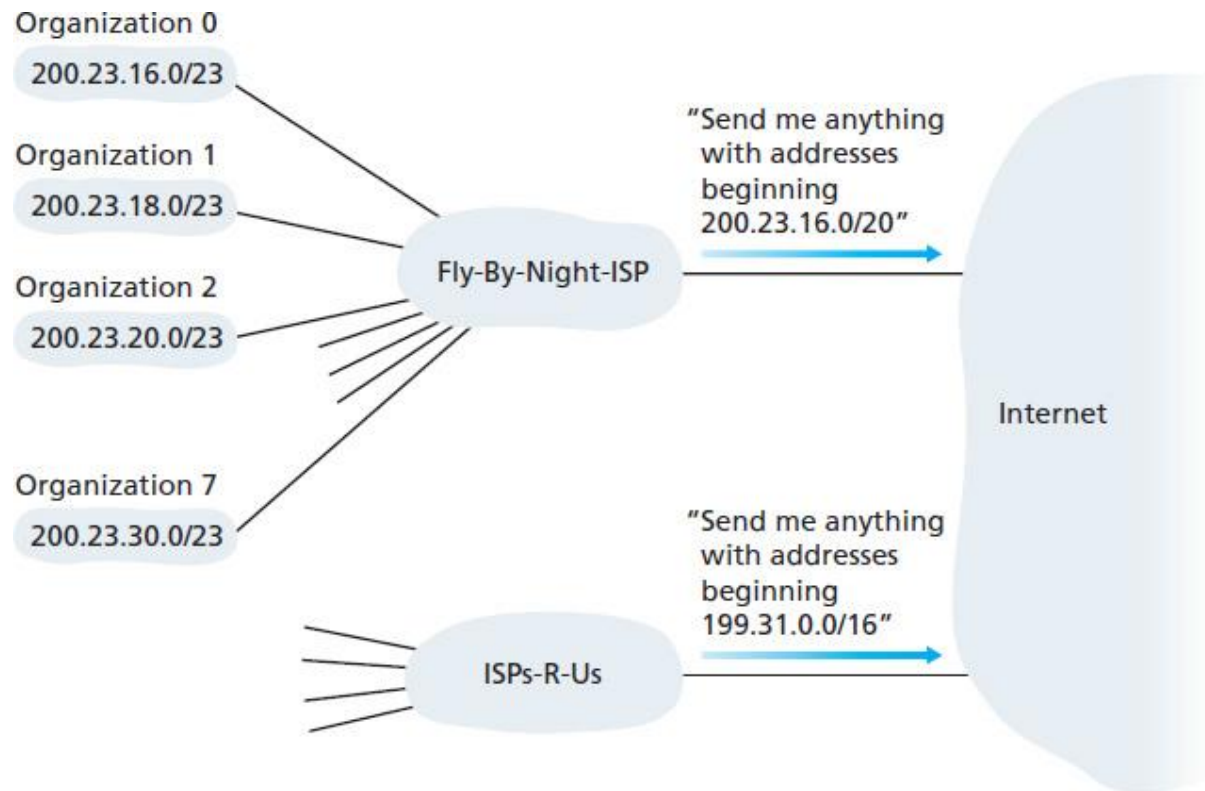 Organization 0
200.23.16.0/23
Organization 1
200.23.18.0/23
Organization 2
200.23.20.0/23
Organization 7
200.23.30.0/23
Fly-By-Night-ISP
"Send me anything
with addresses
beginning
200.23.16.0/20"
ISPs-R-Us
"Send me anything
with addresses
beginning
199.31.0.0/16"
Internet